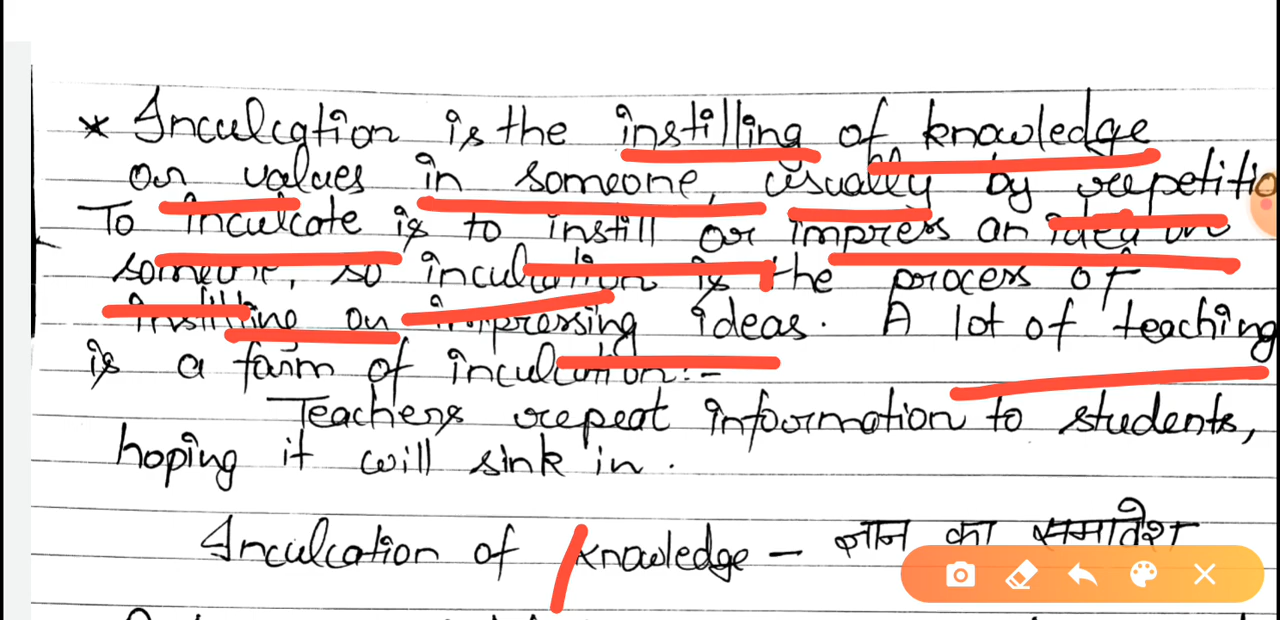 * Inculcation is the instilling of knowledge
or values in someone, usually by repetitio
To inculcate is to instill or impress an idea on
someone, so inculcation is the process of
instilling or impressing ideas. A lot of teaching
is a form of inculcation:-
Teachers repeat information to students,
hoping it will sink in.
Inculcation of knowledge - ज्ञान का समावेश